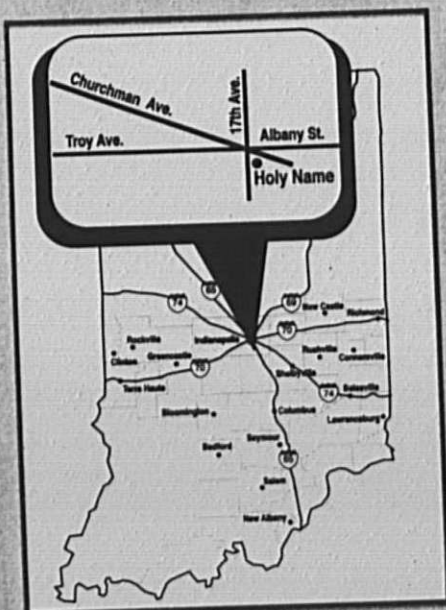 Churchman Ave.
17th Ave.
Troy Ave.
Albany St.
Holy Name
65
74
69
New Castle
Richmond
70
Rockville
Indianapolis
Rushville
Connersville
Clinton
Greencastle
70
Shelbyville
Terre Haute
74
Batesville
Bloomington
Columbus
Lawrenceburg
Seymour
Bedford
65
Salem
New Albany